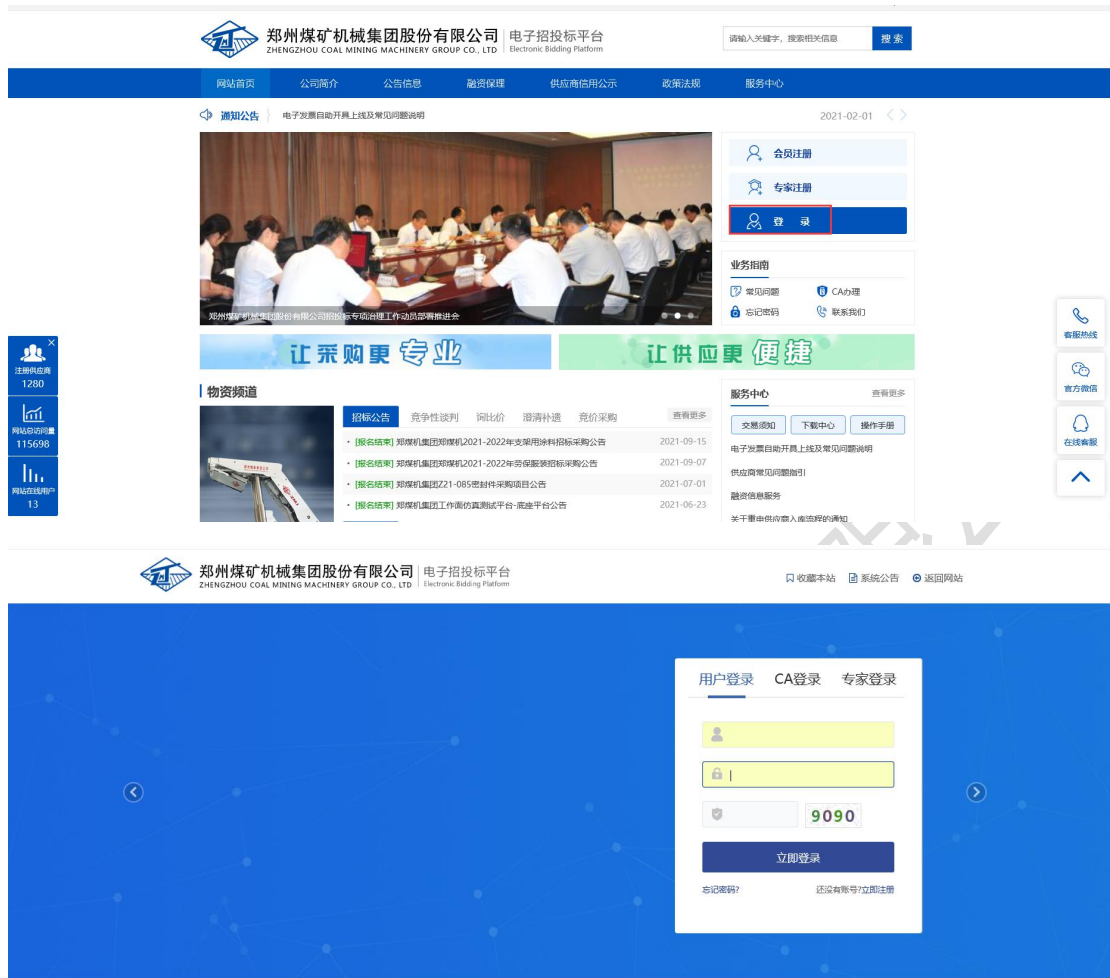 郑州煤矿机械集团股份有限公司 电子招投标平台
ZHENGZHOU COAL MINING MACHINERY GROUP CO., LTD Electronic Bidding Platform
请输入关键字，搜索相关信息 搜 索
网站首页 公司简介 公告信息 融资保理 供应商信用公示 政策法规 服务中心
通知公告 电子发票自助开具上线及常见问题说明 2021-02-01
会员注册
专家注册
登 录
业务指南
常见问题 CA办理
忘记密码 联系我们
郑州煤矿机械集团股份有限公司招投标专项治理工作动员部署推进会
客服热线
官方微信
在线客服
注册供应商
1280
网站总访问量
115698
网站在线用户
13
让采购更专业 让供应更便捷
物资频道
招标公告 竞争性谈判 询比价 澄清补遗 竞价采购 查看更多
· [报名结束] 郑煤机集团郑煤机2021-2022年支架用涂料招标采购公告 2021-09-15
· [报名结束] 郑煤机集团郑煤机2021-2022年劳保服装招标采购公告 2021-09-07
· [报名结束] 郑煤机集团Z21-085密封件采购项目公告 2021-07-01
· [报名结束] 郑煤机集团工作面仿真测试平台-底座平台公告 2021-06-23
服务中心 查看更多
交易须知 下载中心 操作手册
电子发票自助开具上线及常见问题说明
供应商常见问题指引
融资信息服务
关于重申供应商入库流程的通知
郑州煤矿机械集团股份有限公司 电子招投标平台
ZHENGZHOU COAL MINING MACHINERY GROUP CO., LTD Electronic Bidding Platform
收藏本站 系统公告 返回网站
用户登录 CA登录 专家登录
9090
立即登录
忘记密码? 还没有账号?立即注册